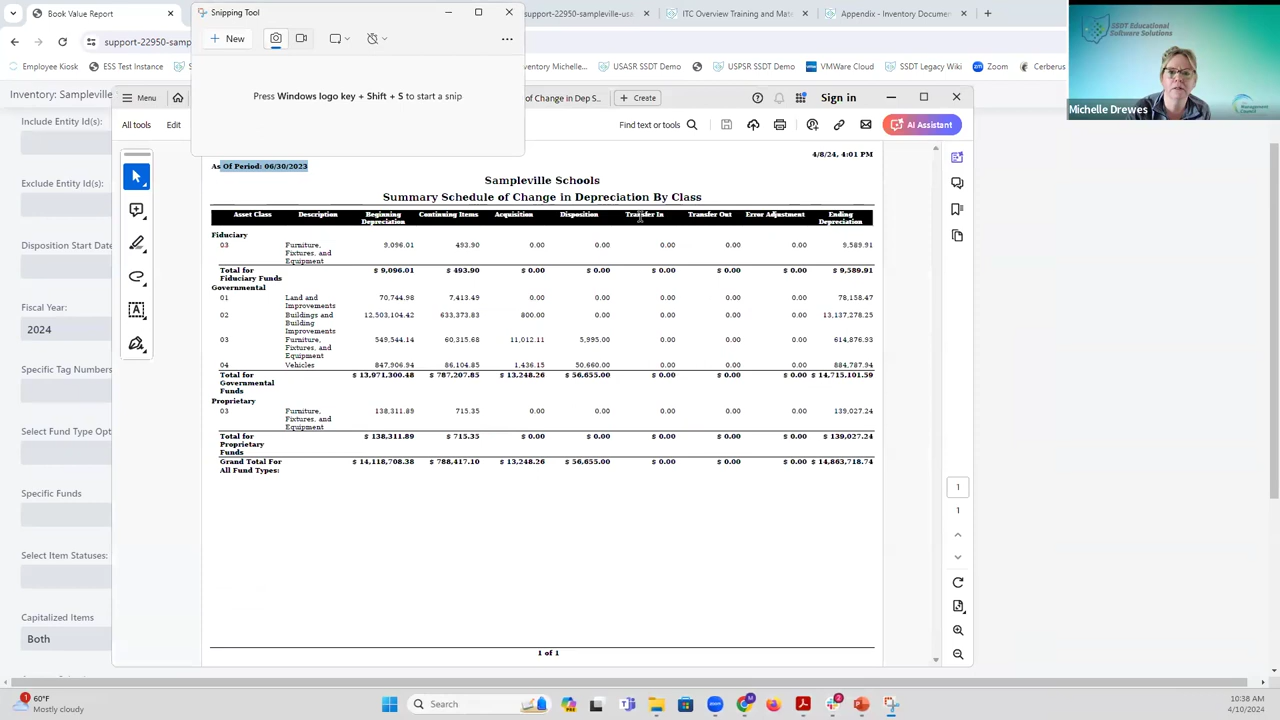 Book Value Report
Snipping Tool
support-22950-sampleville-us
ITC Overview Training and Mat
Appendix - Inventory Documen
support-22950-samp
Employee Kiosk
ESS Test Instance
New
Inventory Michelle...
USASR SSDT Demo
USPSR SSDT Demo
VMWare Cloud
SSDT Legacy Wiki
Zoom
Cerberus
SSDT Educational
Software Solutions
Michelle Drewes
Management
Council
Press Windows logo key + Shift + S to start a snip
Inventory: Sampleville
Menu
of Change in Dep S...
Create
Sign in
All tools
Edit
Find text or tools
AI Assistant
Include Entity Id(s):
Exclude Entity Id(s):
Disposition Start Date
Fiscal Year:
2024
Specific Tag Numbers
Select Fund Type Opt
Specific Funds
Select Item Statuses:
Capitalized Items
Both
As Of Period: 06/30/2023
4/8/24, 4:01 PM
Sampleville Schools
Summary Schedule of Change in Depreciation By Class
Asset Class Description Beginning Depreciation Continuing Items Acquisition Disposition Transfer In Transfer Out Error Adjustment Ending Depreciation
Fiduciary
03 Furniture, Fixtures, and Equipment 9,096.01 493.90 0.00 0.00 0.00 0.00 0.00 9,589.91
Total for Fiduciary Funds $ 9,096.01 $ 493.90 $ 0.00 $ 0.00 $ 0.00 $ 0.00 $ 0.00 $ 9,589.91
Governmental
01 Land and Improvements 70,744.98 7,413.49 0.00 0.00 0.00 0.00 0.00 78,158.47
02 Buildings and Building Improvements 12,503,104.42 633,373.83 800.00 0.00 0.00 0.00 0.00 13,137,278.25
03 Furniture, Fixtures, and Equipment 549,544.14 60,315.68 11,012.11 5,995.00 0.00 0.00 0.00 614,876.93
04 Vehicles 847,906.94 86,104.85 1,436.15 50,660.00 0.00 0.00 0.00 884,787.94
Total for Governmental Funds $ 13,971,300.48 $ 787,207.85 $ 13,248.26 $ 56,655.00 $ 0.00 $ 0.00 $ 0.00 $ 14,715,101.59
Proprietary
03 Furniture, Fixtures, and Equipment 138,311.89 715.35 0.00 0.00 0.00 0.00 0.00 139,027.24
Total for Proprietary Funds $ 138,311.89 $ 715.35 $ 0.00 $ 0.00 $ 0.00 $ 0.00 $ 0.00 $ 139,027.24
Grand Total For All Fund Types: $ 14,118,708.38 $ 788,417.10 $ 13,248.26 $ 56,655.00 $ 0.00 $ 0.00 $ 0.00 $ 14,863,718.74
1 of 1
1
1
60°F
Mostly cloudy
Search
10:38 AM
4/10/2024